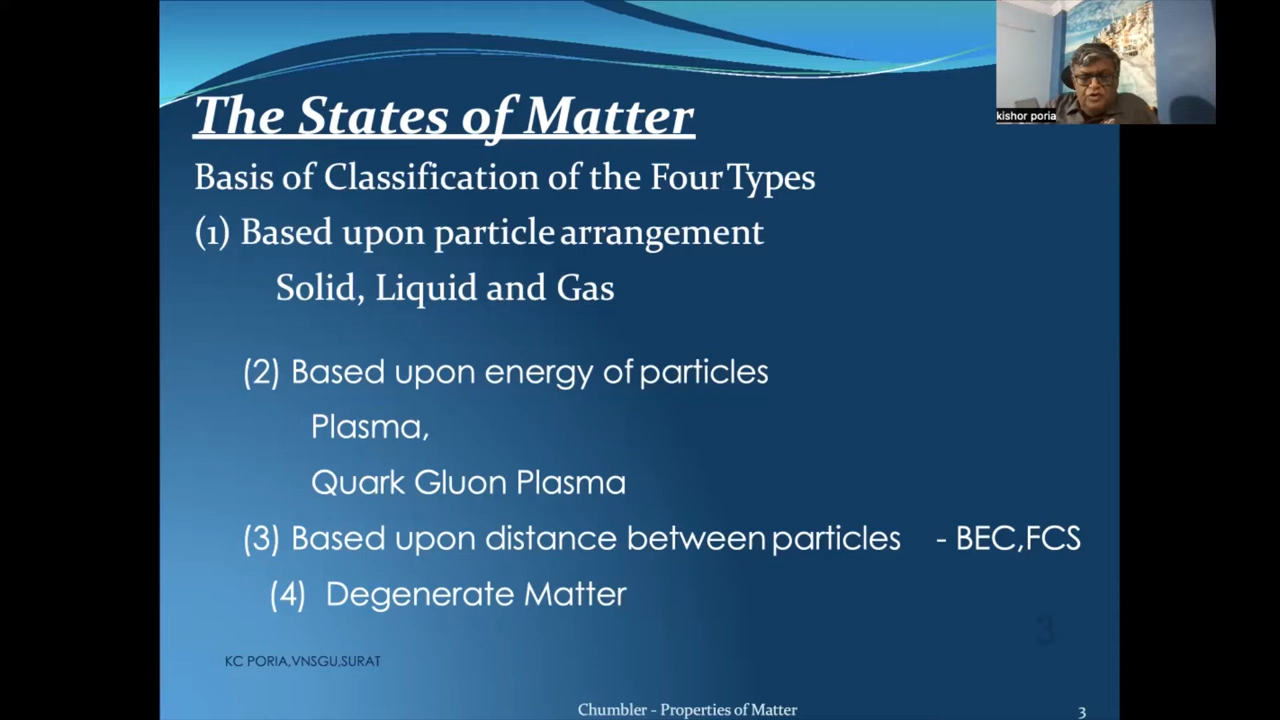 The States of Matter
kishor poria
Basis of Classification of the Four Types
(1) Based upon particle arrangement
Solid, Liquid and Gas
(2) Based upon energy of particles
Plasma,
Quark Gluon Plasma
(3) Based upon distance between particles - BEC,FCS
(4) Degenerate Matter
3
KC PORIA,VNSGU,SURAT
Chumbler - Properties of Matter 3